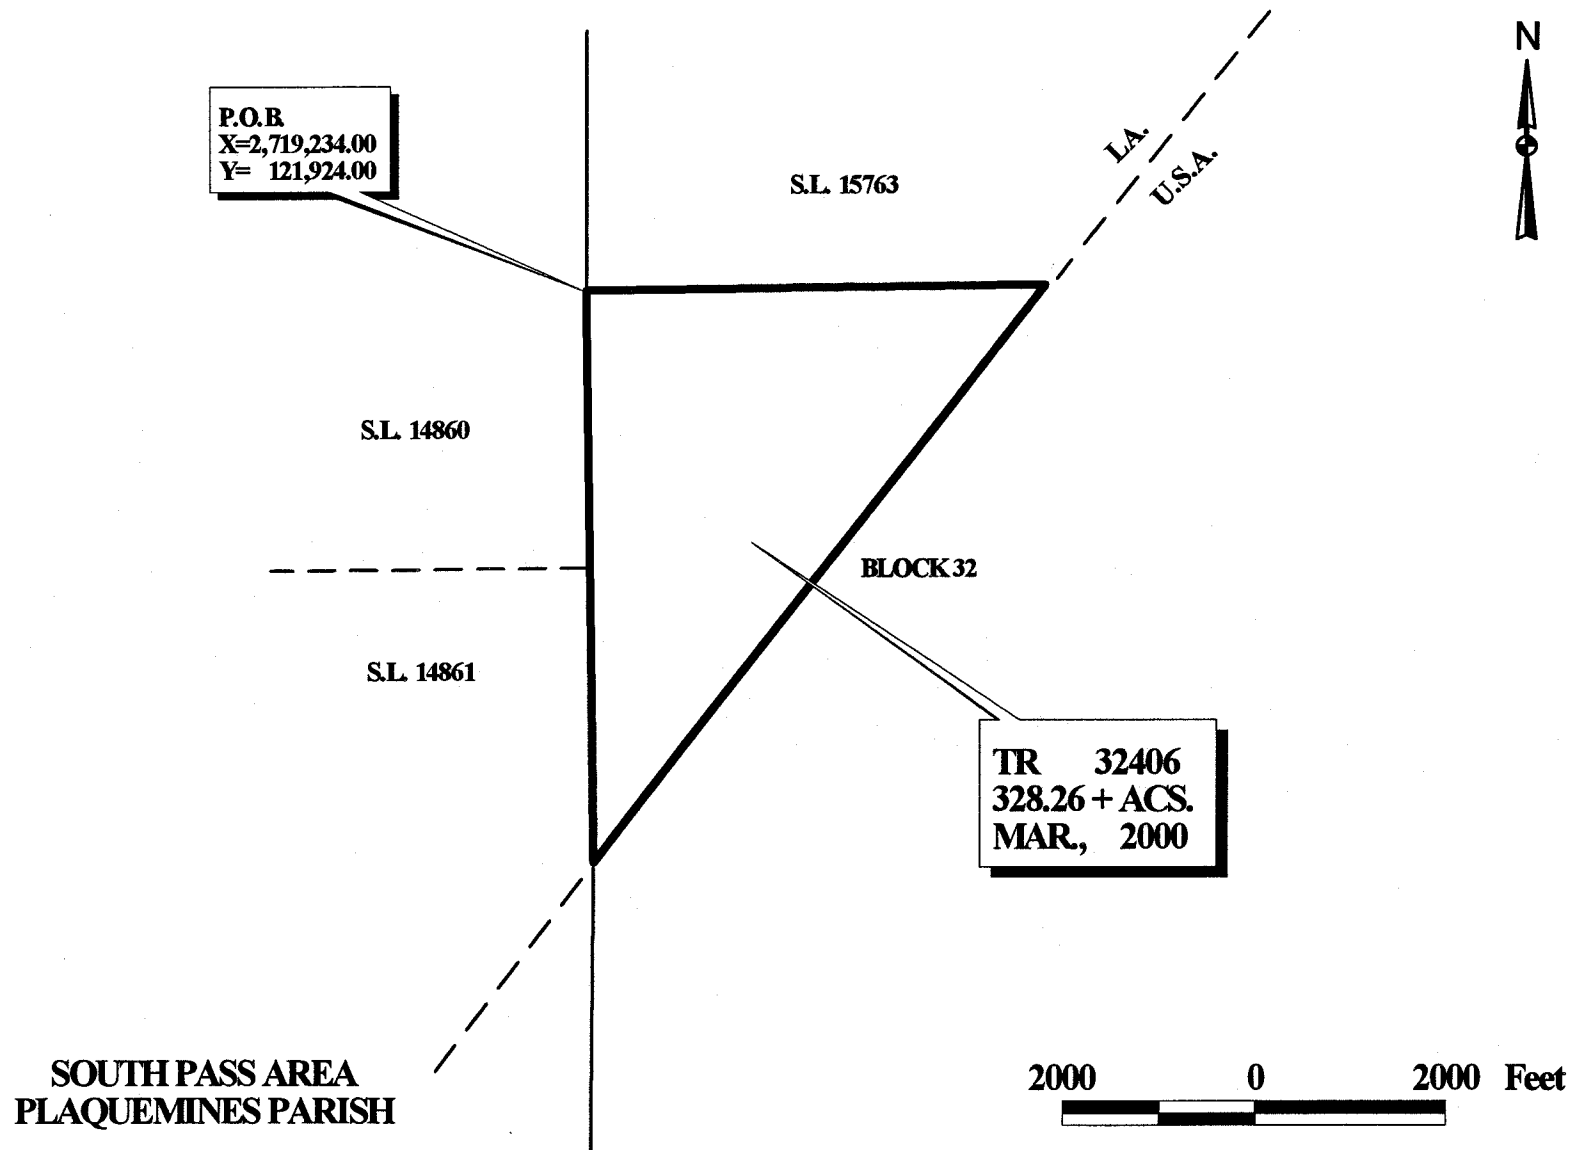 N
P.O.B.
X=2,719,234.00
Y= 121,924.00
LA.
U.S.A.
S.L. 15763
S.L. 14860
BLOCK 32
S.L. 14861
TR 32406
328.26 + ACS.
MAR., 2000
SOUTH PASS AREA
PLAQUEMINES PARISH
2000 0 2000 Feet